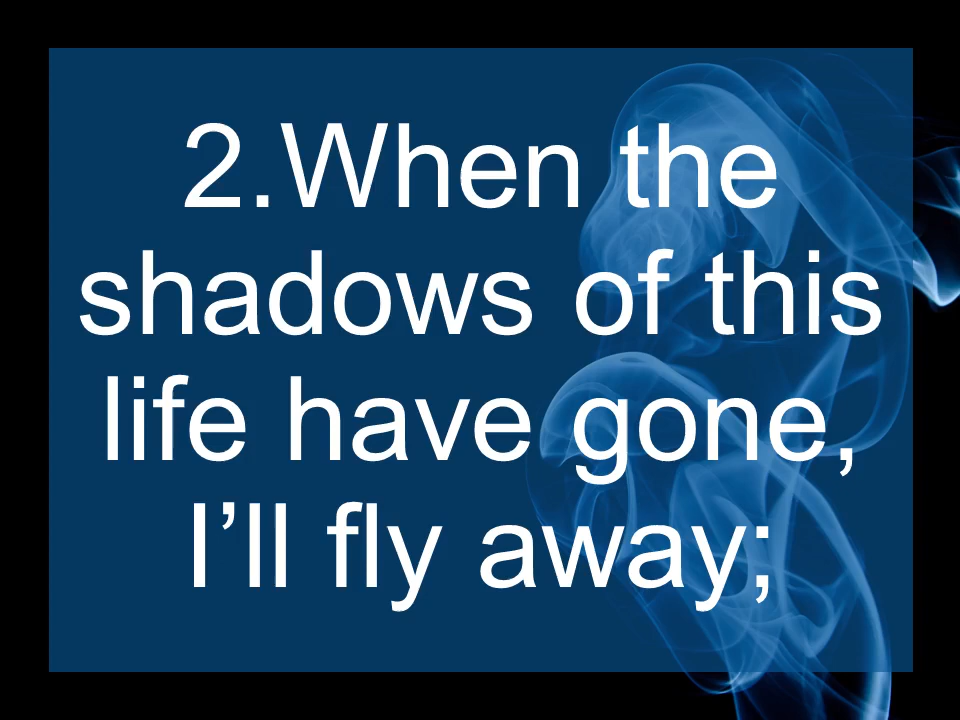 2.When the
shadows of this
life have gone,
I’ll fly away;